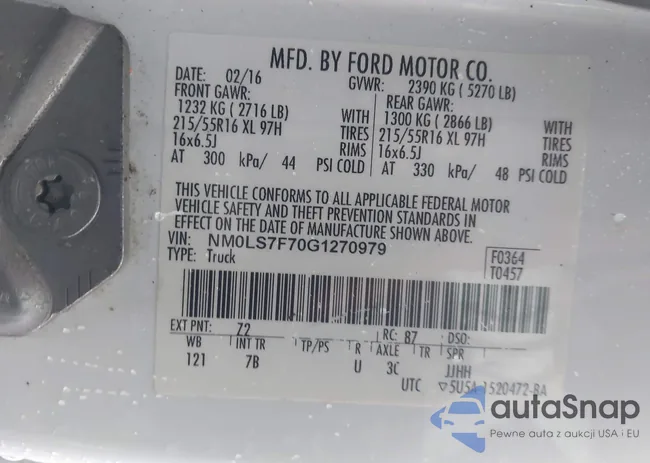 MFD. BY FORD MOTOR CO.
DATE: 02/16 GVWR: 2390 KG ( 5270 LB)
FRONT GAWR: REAR GAWR:
1232 KG ( 2716 LB) 1300 KG ( 2866 LB) WITH
215/55R16 XL 97H TIRES 215/55R16 XL 97H TIRES
16x6.5J RIMS 16x6.5J RIMS
AT 300 kPa/ 44 PSI COLD AT 330 kPa/ 48 PSI COLD
THIS VEHICLE CONFORMS TO ALL APPLICABLE FEDERAL MOTOR
VEHICLE SAFETY AND THEFT PREVENTION STANDARDS IN
EFFECT ON THE DATE OF MANUFACTURE SHOWN ABOVE.
VIN: NM0LS7F70G1270979
TYPE: Truck
F0364
T0457
EXT PNT: Z2 RC: 87 DSO:
WB INT TR TP/PS R AXLE TR SPR
121 7B U 3C JJHH
UTC ▽5U5A-1520472-BA
autoSnap
Pewne auta z aukcji USA i EU